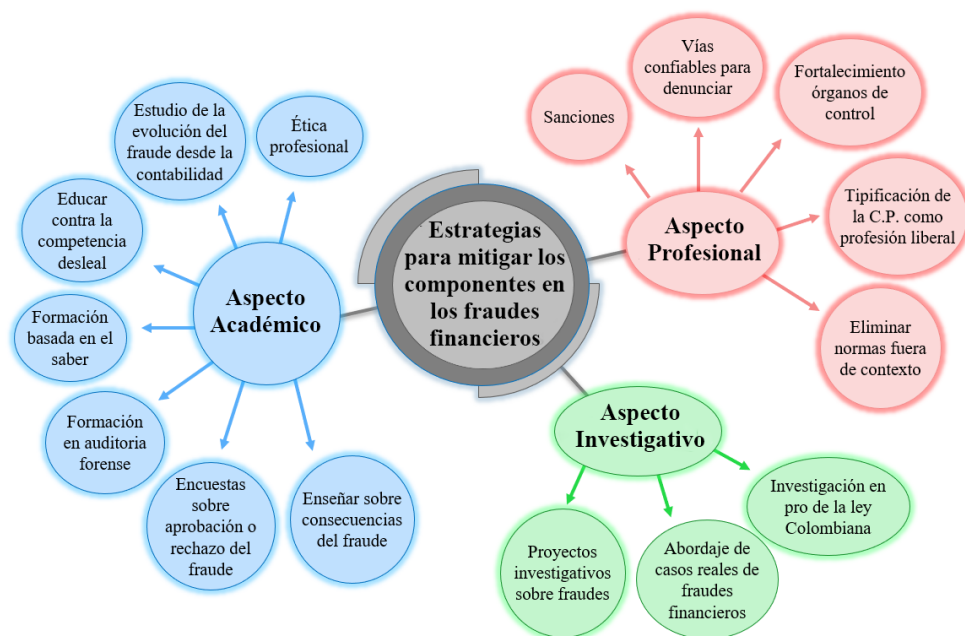 Estrategias
para mitigar los
componentes en
los fraudes
financieros
Aspecto
Académico
Ética
profesional
Estudio de la
evolución del
fraude desde la
contabilidad
Educar
contra la
competencia
desleal
Formación
basada en el
saber
Formación
en auditoria
forense
Encuestas
sobre
aprobación o
rechazo del
fraude
Enseñar sobre
consecuencias
del fraude
Aspecto
Profesional
Sanciones
Vías
confiables para
denunciar
Fortalecimiento
órganos de
control
Tipificación de
la C.P. como
profesión liberal
Eliminar
normas fuera
de contexto
Aspecto
Investigativo
Proyectos
investigativos
sobre fraudes
Abordaje de
casos reales de
fraudes
financieros
Investigación en
pro de la ley
Colombiana